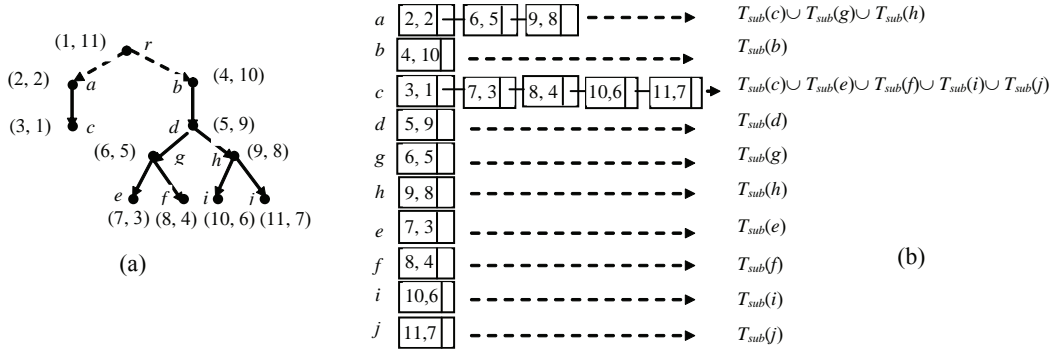 (1, 11) r
(2, 2) a
b (4, 10)
(3, 1) c
d (5, 9)
(6, 5) g
h (9, 8)
e f i j
(7, 3) (8, 4) (10, 6) (11, 7)
(a)
a 2, 2 6, 5 9, 8 Tsub(c)∪ Tsub(g)∪ Tsub(h)
b 4, 10 Tsub(b)
c 3, 1 7, 3 8, 4 10,6 11,7 Tsub(c)∪ Tsub(e)∪ Tsub(f)∪ Tsub(i)∪ Tsub(j)
d 5, 9 Tsub(d)
g 6, 5 Tsub(g)
h 9, 8 Tsub(h)
e 7, 3 Tsub(e)
f 8, 4 Tsub(f)
i 10,6 Tsub(i)
j 11,7 Tsub(j)
(b)